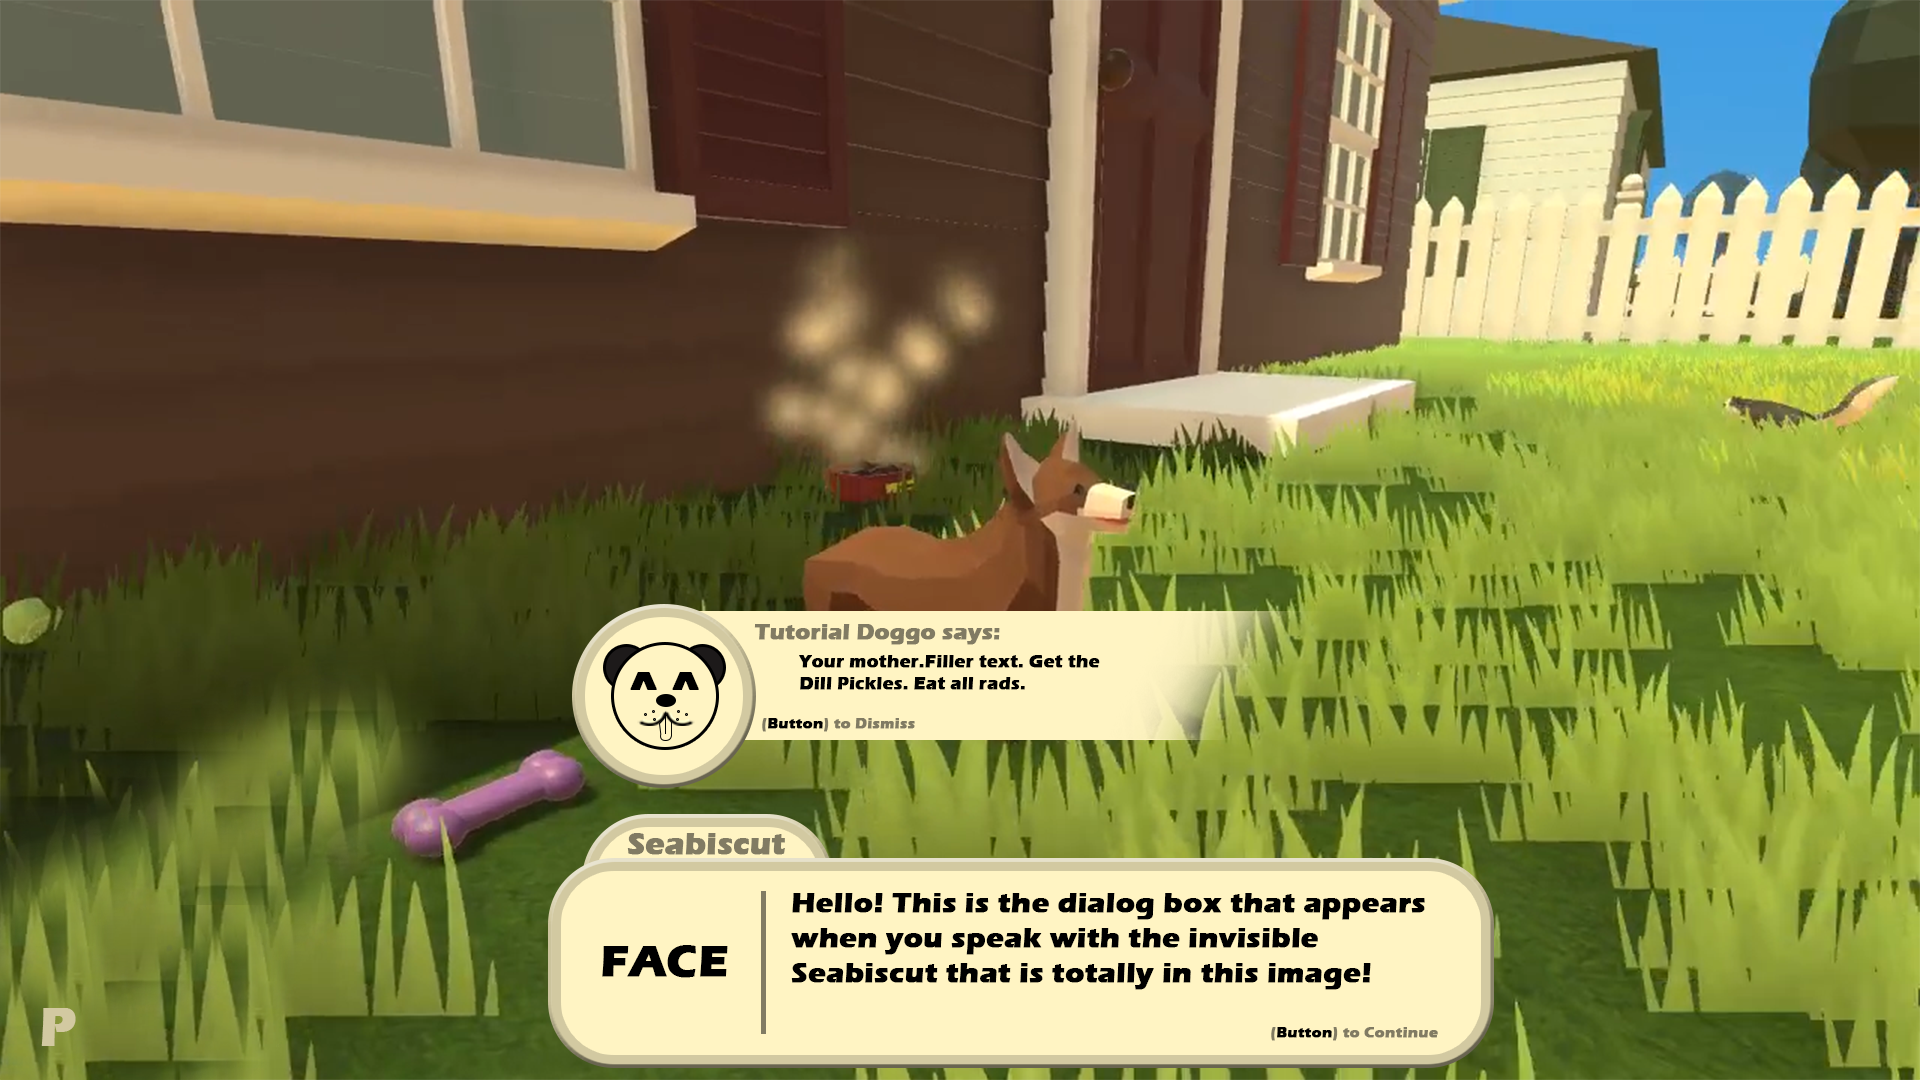 Tutorial Doggo says:
Your mother.Filler text. Get the
Dill Pickles. Eat all rads.
(Button) to Dismiss
Seabiscut
FACE
Hello! This is the dialog box that appears
when you speak with the invisible
Seabiscut that is totally in this image!
(Button) to Continue
P